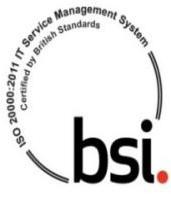 ISO 20000:2011 IT Service Management System
Certified by British Standards
bsi.